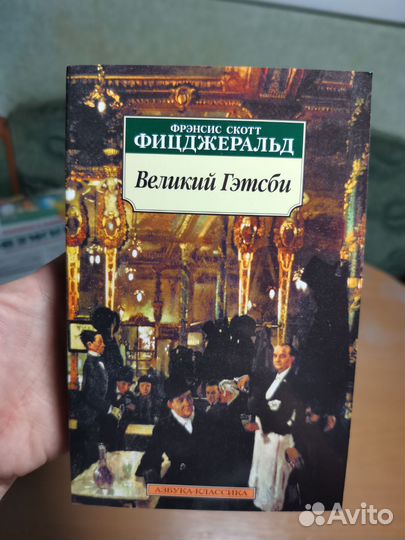 ФРЭНСИС СКОТТ
ФИЦДЖЕРАЛЬД
Великий Гэтсби
АЗБУКА-КЛАССИКА
Avito